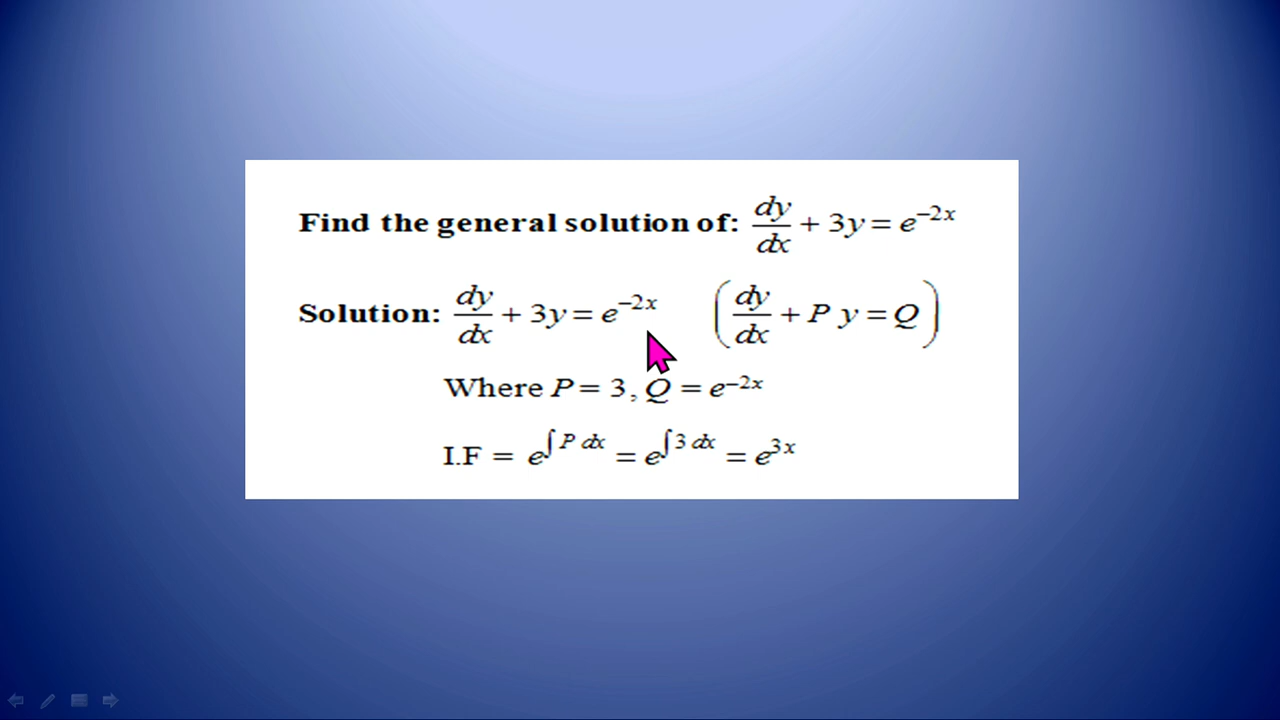 Find the general solution of: dy/dx + 3y = e^{-2x}
Solution: dy/dx + 3y = e^{-2x} (dy/dx + P y = Q)
Where P = 3, Q = e^{-2x}
I.F = e^{∫ P dx} = e^{∫ 3 dx} = e^{3x}